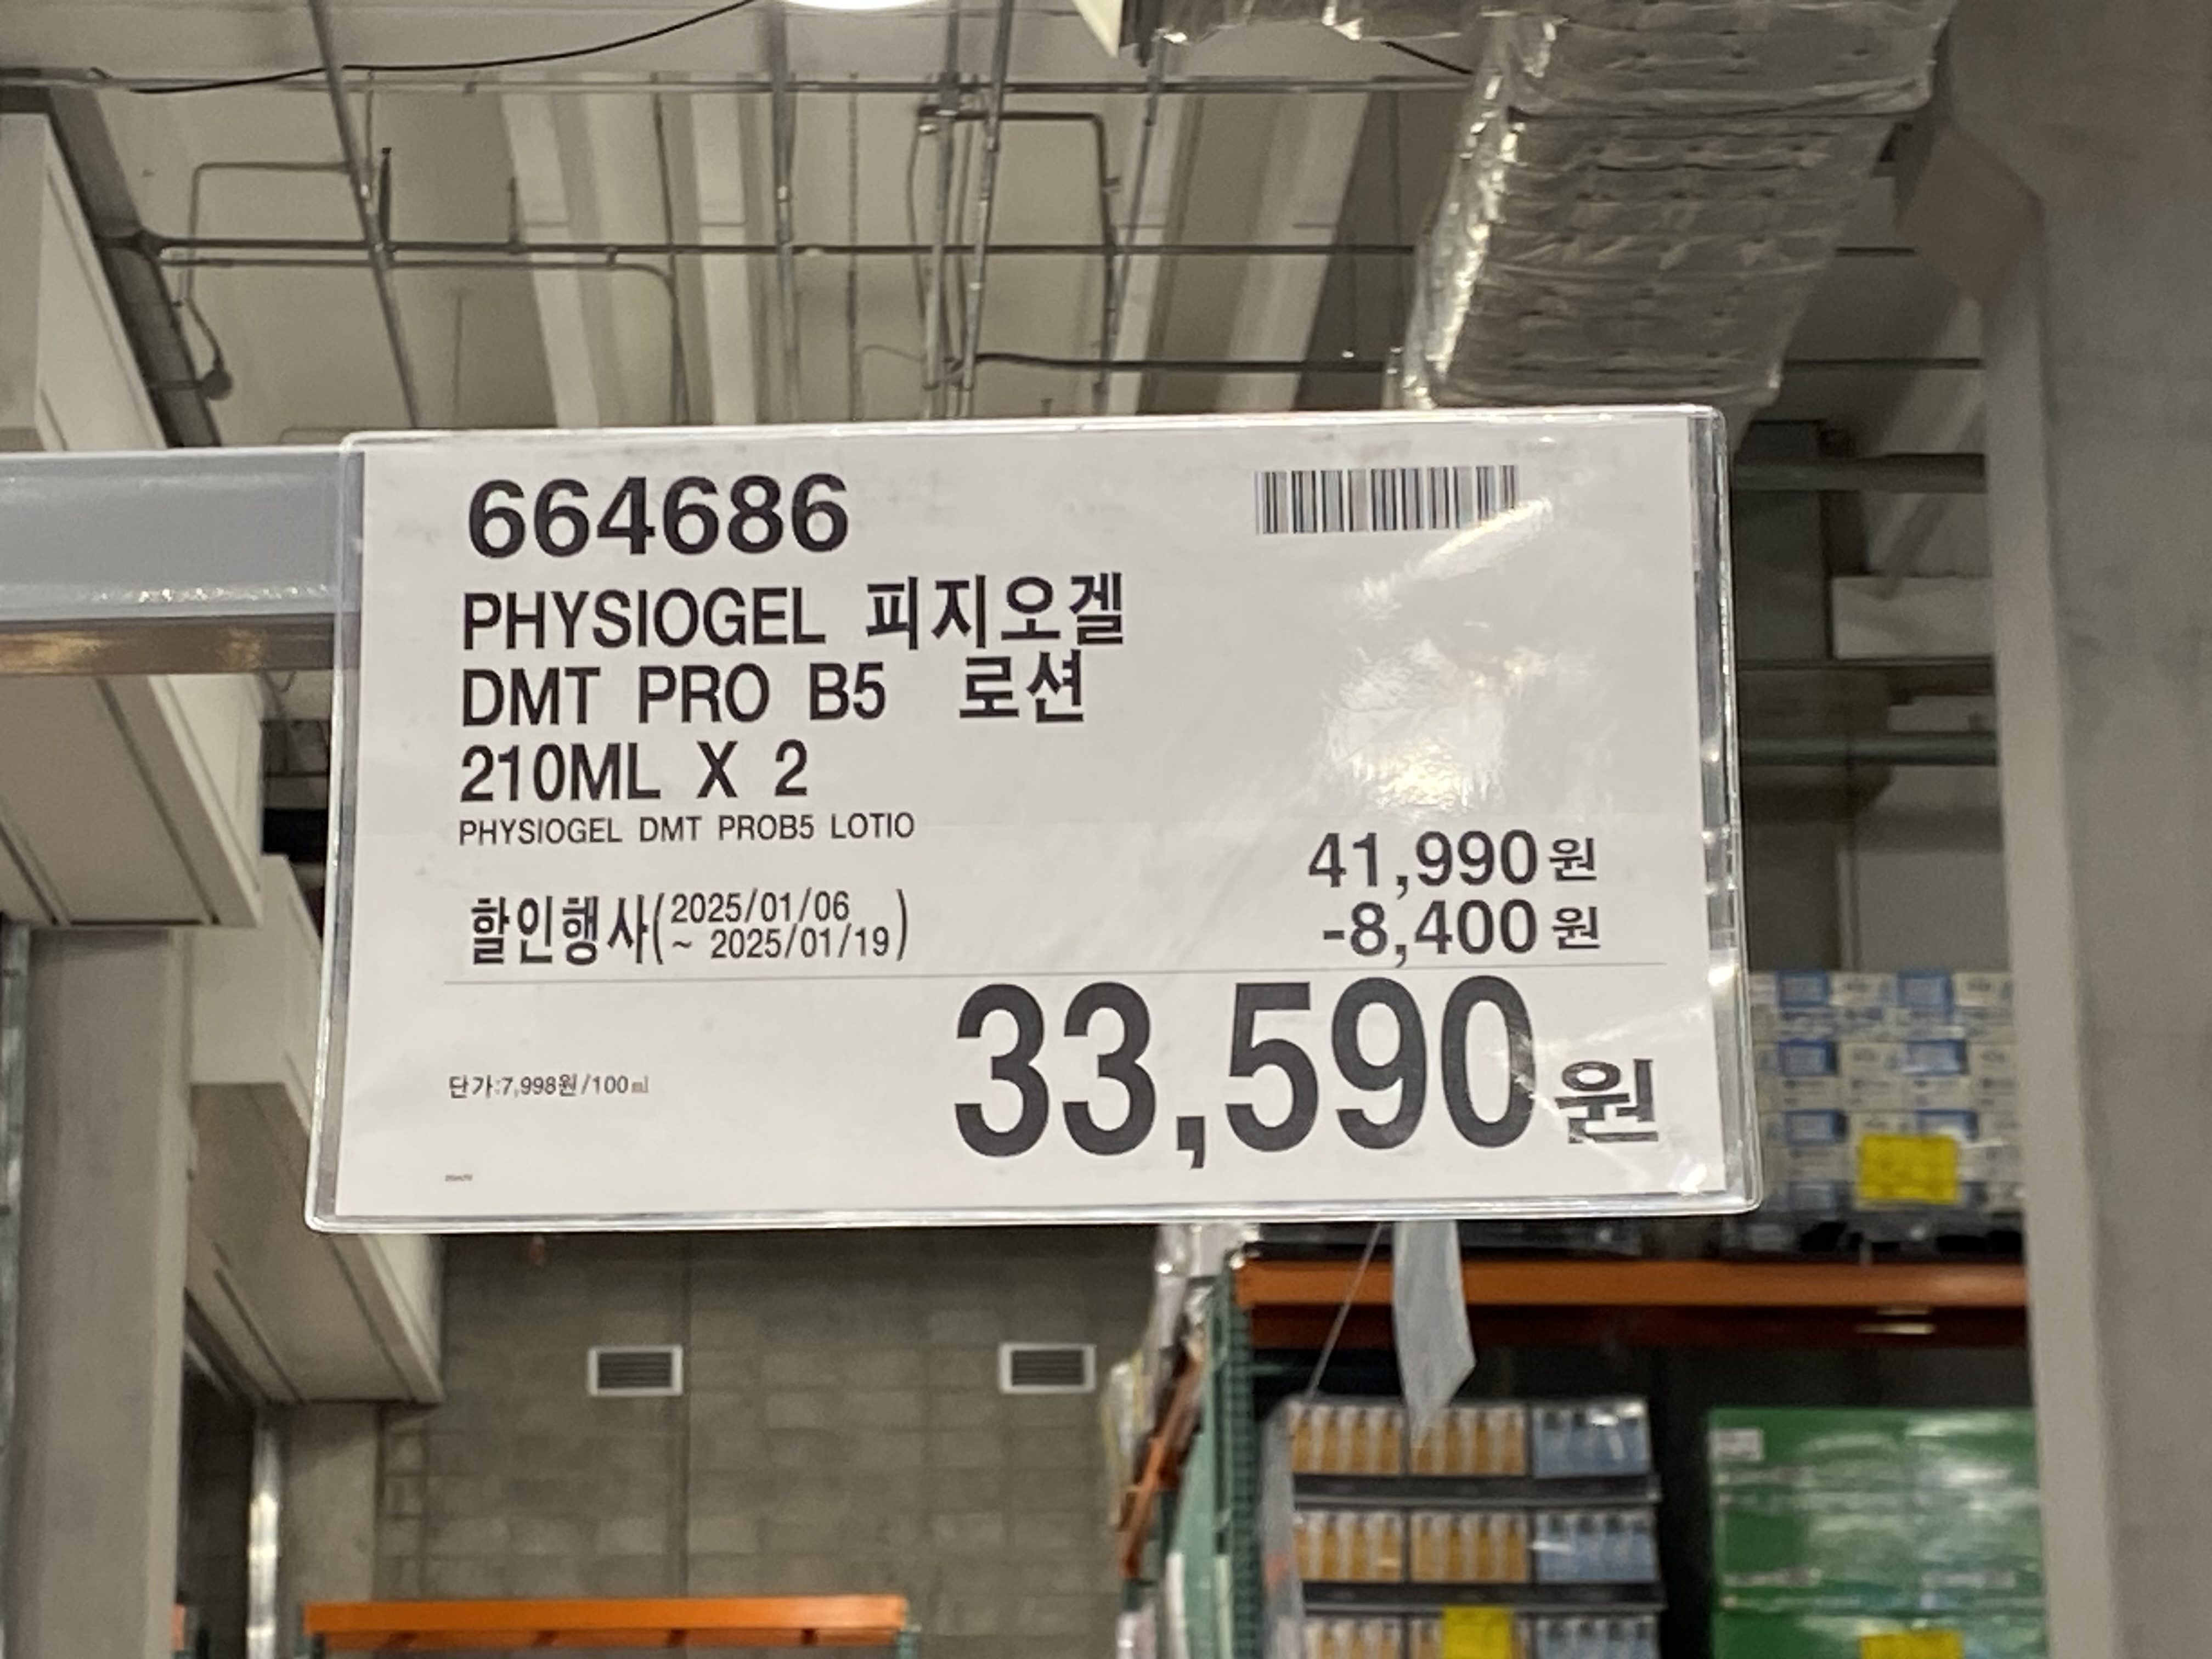 664686
PHYSIOGEL 피지오겔
DMT PRO B5 로션
210ML X 2
PHYSIOGEL DMT PROB5 LOTIO
41,990원
할인행사(2025/01/06
~ 2025/01/19)
-8,400원
33,590원
단가:7,998원/100㎖